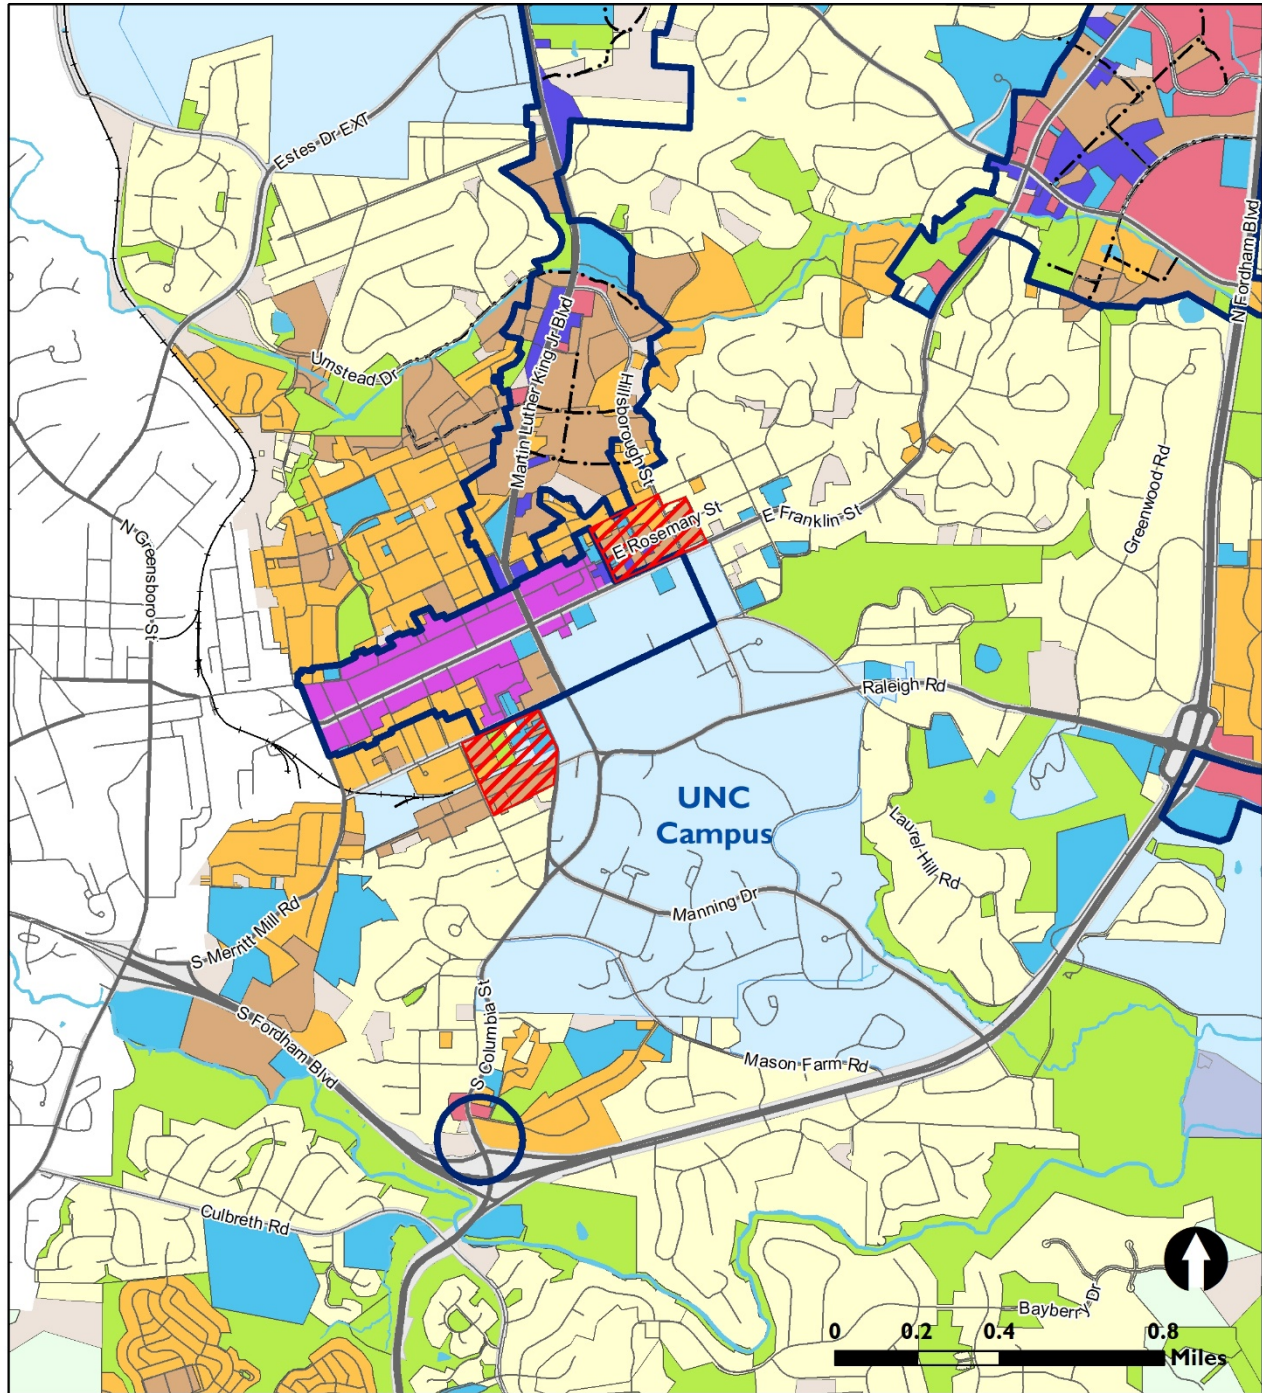 Estes Dr EXT
N Fordham Blvd
Umstead Dr
Martin Luther King Jr Blvd
Hillsborough St
N Greensboro St
E Rosemary St
E Franklin St
Greenwood Rd
Raleigh Rd
UNC
Campus
Laurel Hill Rd
Manning Dr
S Merritt Mill Rd
S Fordham Blvd
S Columbia St
Mason Farm Rd
Culbreth Rd
Bayberry Dr
0 0.2 0.4 0.8
Miles